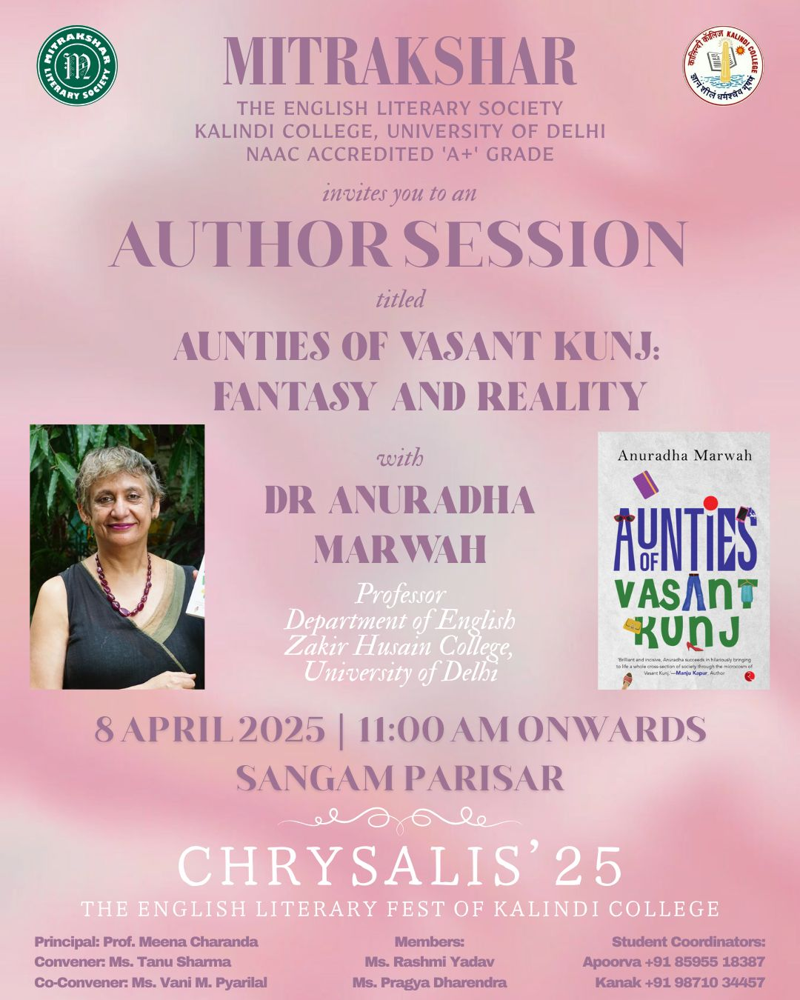 MITRAKSHAR
LITERARY SOCIETY
MITRAKSHAR
THE ENGLISH LITERARY SOCIETY
KALINDI COLLEGE, UNIVERSITY OF DELHI
NAAC ACCREDITED 'A+' GRADE
कालिन्दी कॉलिज KALINDI COLLEGE
ज्ञानं शीलं धर्मश्चैव भूषणम्
invites you to an
AUTHOR SESSION
titled
AUNTIES OF VASANT KUNJ:
FANTASY AND REALITY
with
DR ANURADHA
MARWAH
Professor
Department of English
Zakir Husain College,
University of Delhi
Anuradha Marwah
AUNTIES
OF
VASANT
KUNJ
'Brilliant and incisive, Anuradha succeeds in hilariously bringing
to life a whole cross-section of society through the microcosm of
Vasant Kunj.'—Manju Kapur, Author
8 APRIL 2025 | 11:00 AM ONWARDS
SANGAM PARISAR
CHRYSALIS'25
THE ENGLISH LITERARY FEST OF KALINDI COLLEGE
Principal: Prof. Meena Charanda
Convener: Ms. Tanu Sharma
Co-Convener: Ms. Vani M. Pyarilal
Members:
Ms. Rashmi Yadav
Ms. Pragya Dharendra
Student Coordinators:
Apoorva +91 85955 18387
Kanak +91 98710 34457